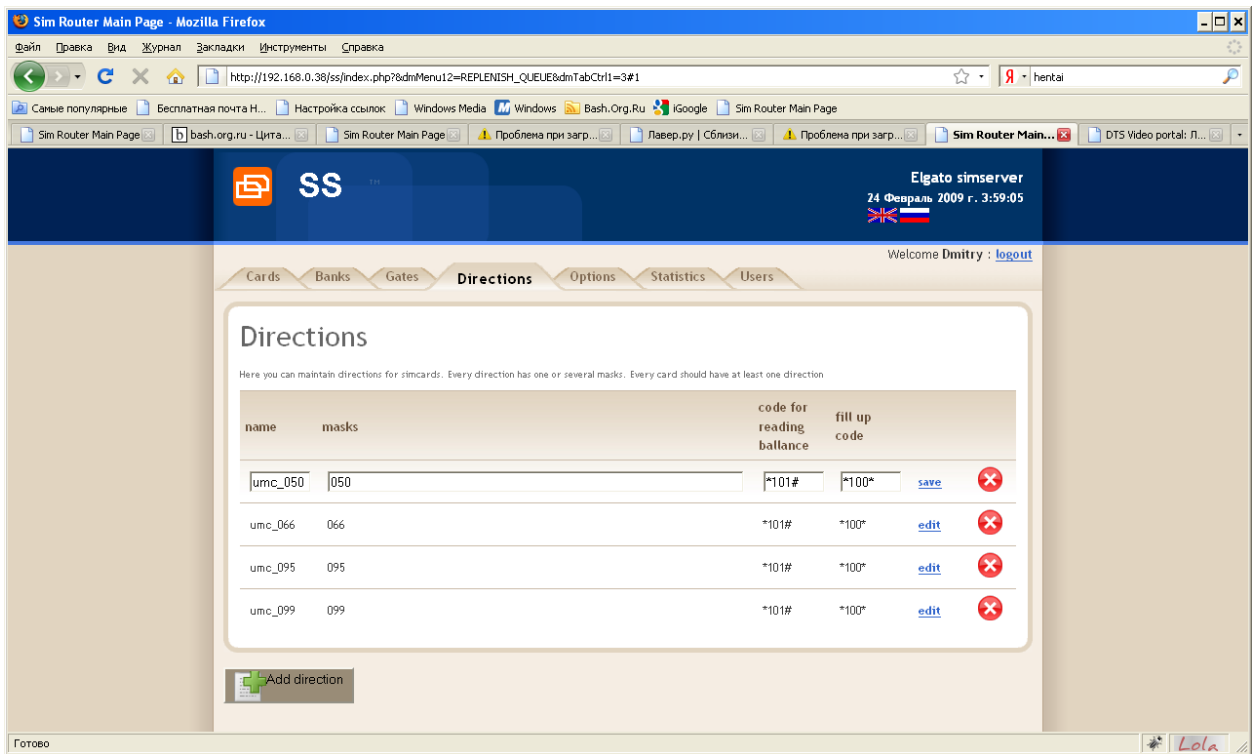 Sim Router Main Page - Mozilla Firefox
Файл Правка Вид Журнал Закладки Инструменты Справка
http://192.168.0.38/ss/index.php?&dmMenu12=REPLENISH_QUEUE&dmTabCtrl1=3#1 Я hentai
Самые популярные Бесплатная почта H... Настройка ссылок Windows Media Windows Bash.Org.Ru iGoogle Sim Router Main Page
Sim Router Main Page bash.org.ru - Цита... Sim Router Main Page Проблема при загр... Лавер.ру | Сблизи... Проблема при загр... Sim Router Main... DTS Video portal: Л...
SS ™
Elgato simserver
24 Февраль 2009 г. 3:59:05
Welcome Dmitry : logout
Cards Banks Gates Directions Options Statistics Users
Directions
Here you can maintain directions for simcards. Every direction has one or several masks. Every card should have at least one direction
name masks code for reading ballance fill up code
umc_050 050 *101# *100* save
umc_066 066 *101# *100* edit
umc_095 095 *101# *100* edit
umc_099 099 *101# *100* edit
Add direction
Готово Lola